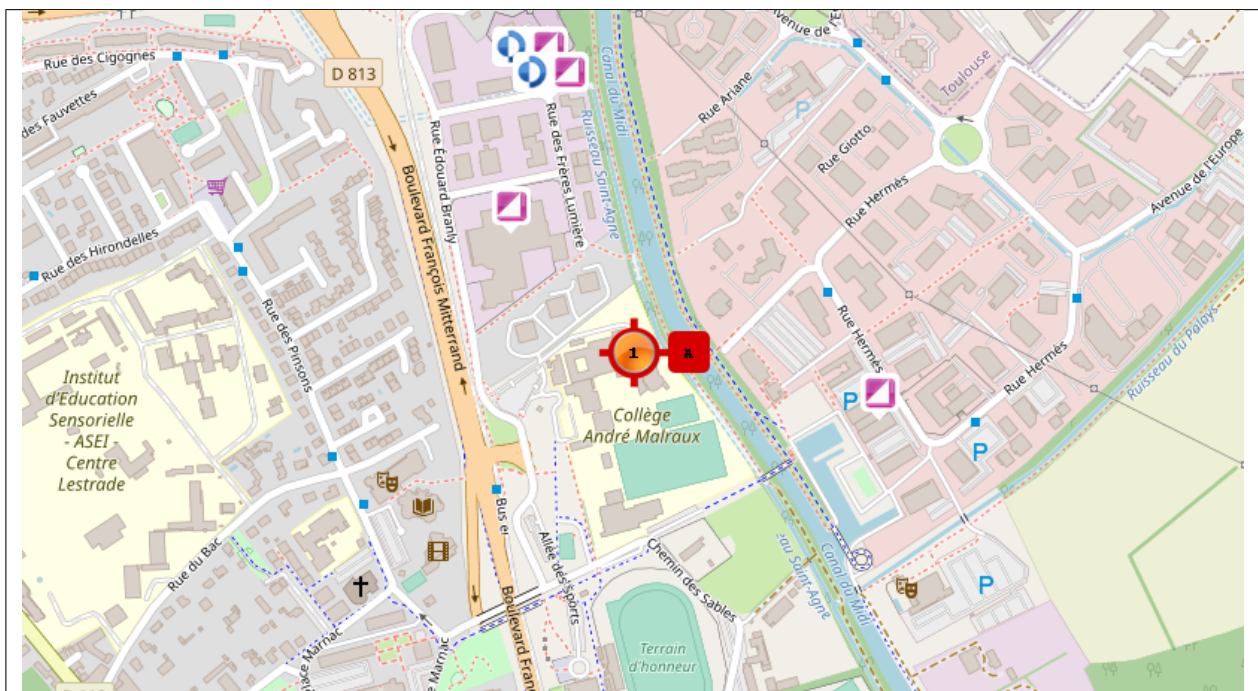 Rue des Cigognes
D 813
des Fauvettes
Rue Édouard Branly
Rue des Frères Lumière
Canal du Midi
Ruisseau Saint-Agne
Avenue de l'E
Toulouse
Rue Ariane
P
Rue Giotto
Rue Hermès
Avenue de l'Europe
Rue des Hirondelles
Rue des Pinsons
Boulevard François Mitterrand
Institut
d'Education
Sensorielle
- ASEI -
Centre
Lestrade
1
A
Collège
André Malraux
Rue Hermès
Rue Hermès
Ruisseau du Palays
P
P
Bus e
Rue du Bac
Allée des Sports
Chemin des Sables
eau Saint-Agne
Canal du Midi
P
Marnac
Marnac
Boulevard Fran
Terrain
d'honneur